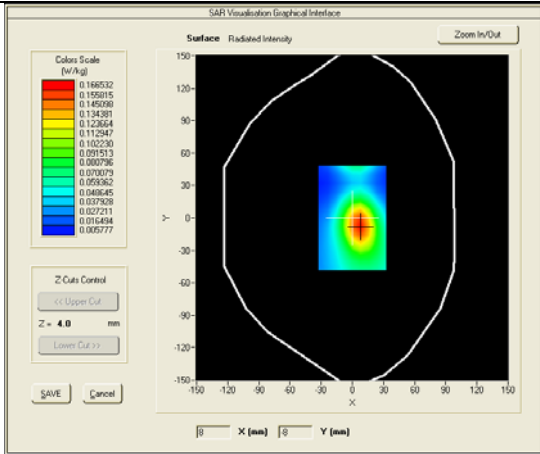 SAR Visualisation Graphical Interface
Surface Radiated Intensity
Zoom In/Out
Colors Scale
(W/kg)
0.166532
0.155815
0.145098
0.134381
0.123664
0.112947
0.102230
0.091513
0.080796
0.070079
0.059362
0.048645
0.037928
0.027211
0.016494
0.005777
150-
120-
90-
60-
30-
0-
-30-
-60-
-90-
-120-
-150-
Y
-150 -120 -90 -60 -30 0 30 60 90 120 150
X
Z-Cuts Control
<< Upper Cut
Z = 4.0 mm
Lower Cut >>
SAVE Cancel
8 X (mm) -8 Y (mm)